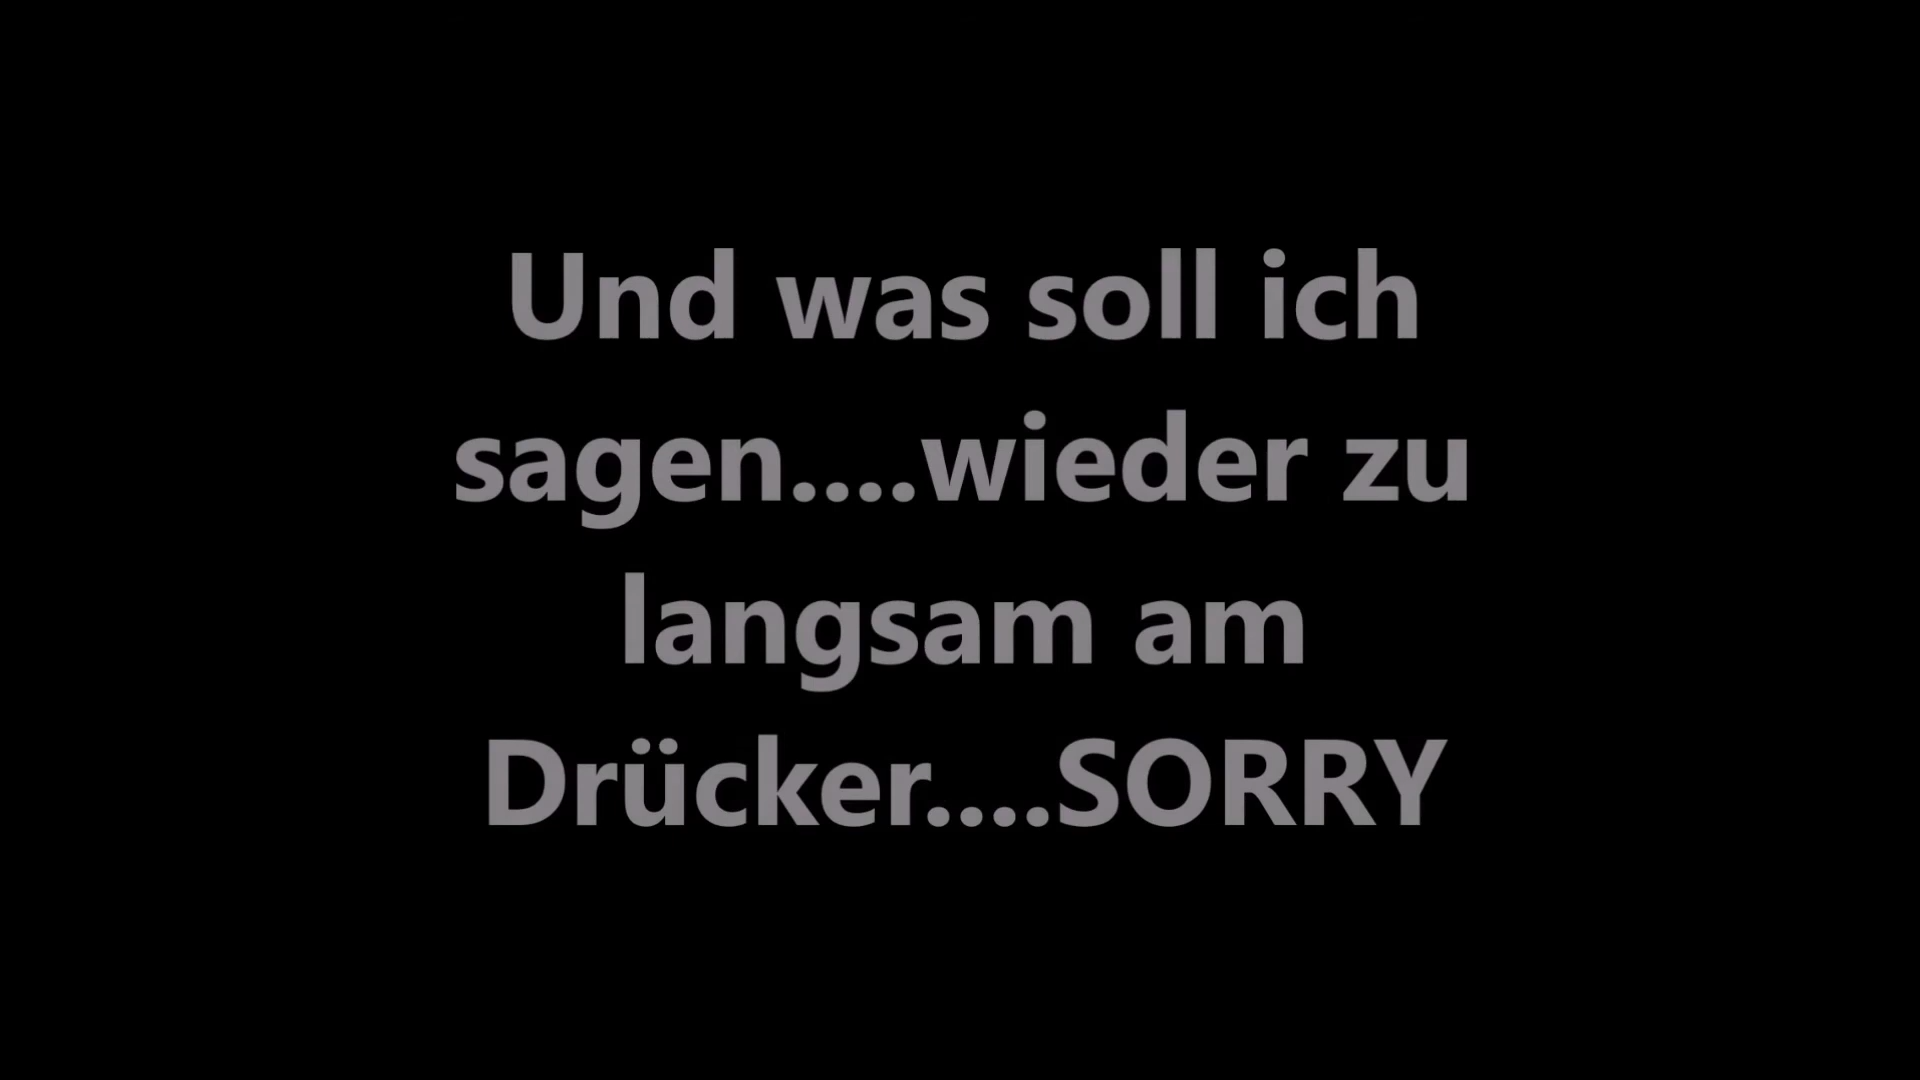 Und was soll ich
sagen....wieder zu
langsam am
Drücker....SORRY